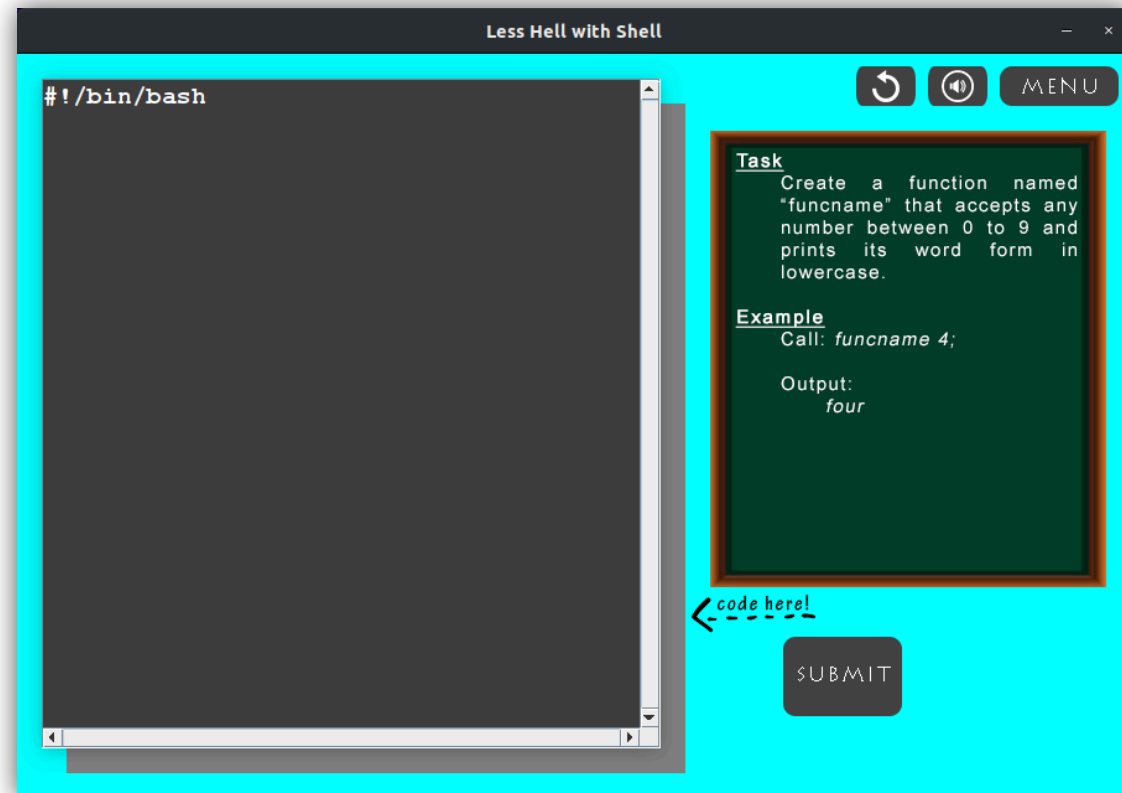 Less Hell with Shell
#!/bin/bash
MENU
Task
Create a function named
“funcname” that accepts any
number between 0 to 9 and
prints its word form in
lowercase.
Example
Call: funcname 4;
Output:
four
code here!
SUBMIT